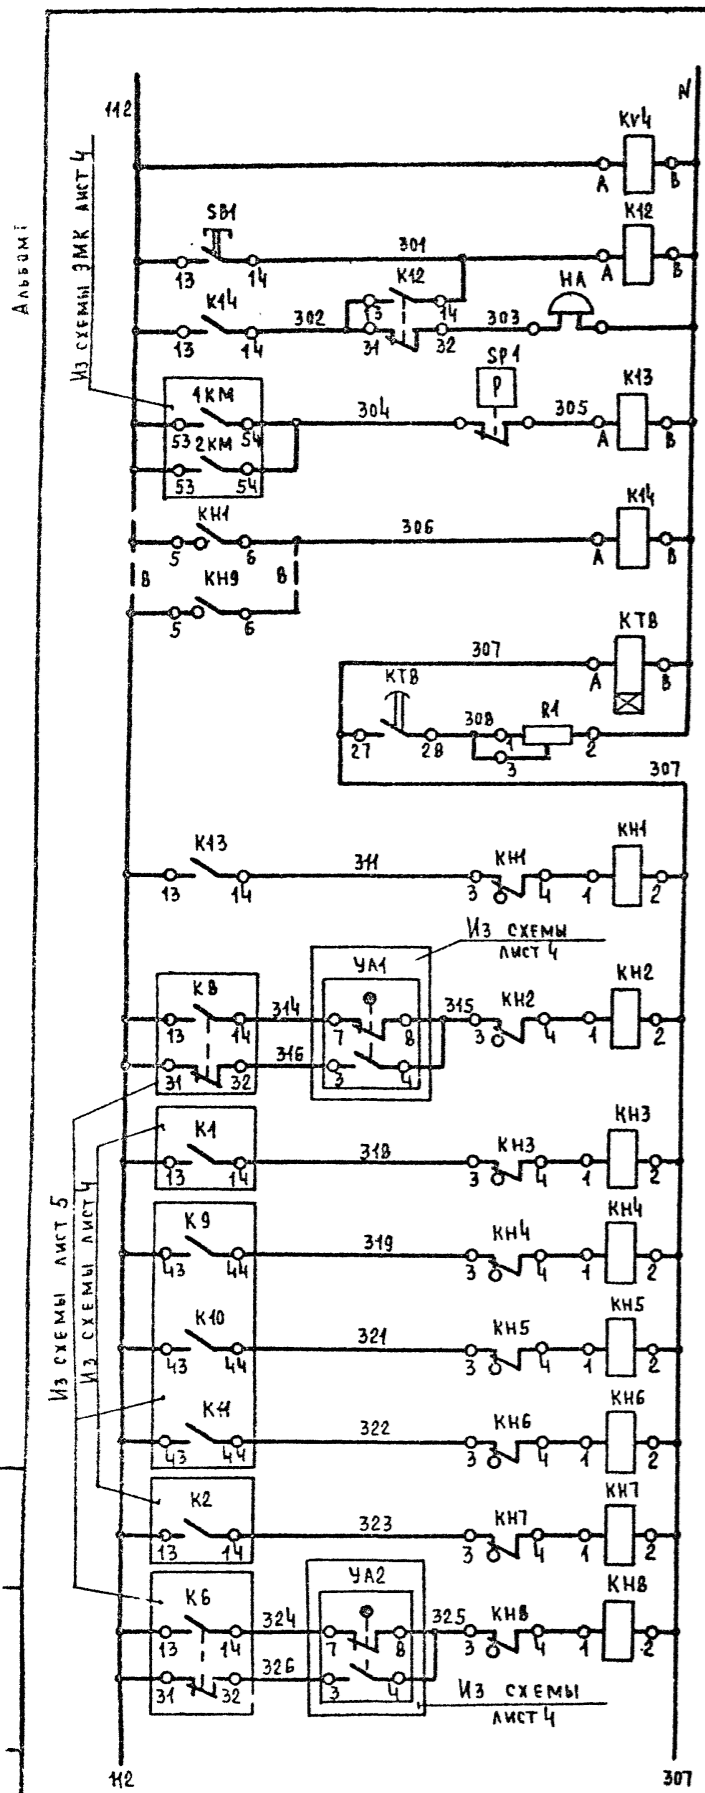 112
N
KV4
A
B
Альбом 1
Из схемы ЭМК лист 4
SB1
301
K12
13
14
A
B
K12
13
14
HA
K14
302
303
13
14
31
32
SP1
P
1KM
304
305
K13
53
54
A
B
2KM
53
54
KH1
306
K14
5
6
A
B
B
KH9
B
5
6
307
KT8
A
B
KT8
308
R1
27
28
1
2
3
307
K13
311
KH1
KH1
13
14
3
4
1
2
Из схемы
лист 4
YA1
K8
314
315
KH2
KH2
13
14
7
8
3
4
1
2
316
31
32
3
4
K1
318
KH3
KH3
13
14
3
4
1
2
Из схемы лист 5
Из схемы лист 4
K9
319
KH4
KH4
43
44
3
4
1
2
K10
321
KH5
KH5
43
44
3
4
1
2
K11
322
KH6
KH6
43
44
3
4
1
2
K2
323
KH7
KH7
13
14
3
4
1
2
YA2
K6
324
325
KH8
KH8
13
14
7
8
3
4
1
2
326
31
32
3
4
Из схемы
лист 4
112
307